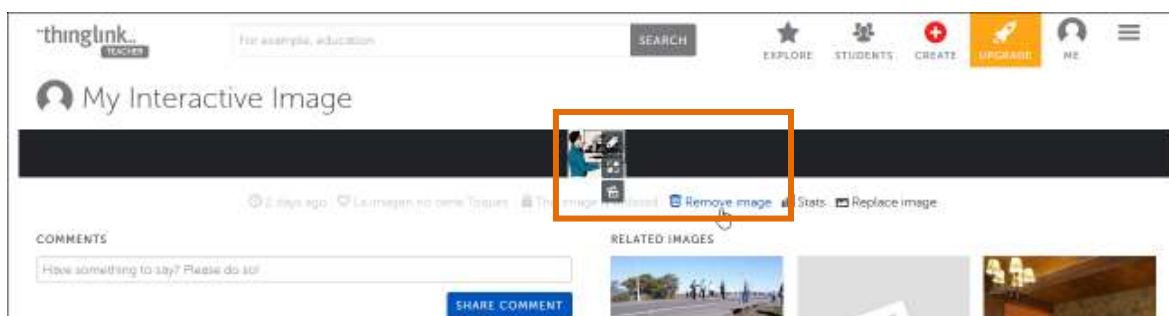 thinglink..
TEACHER
For example, education
SEARCH
EXPLORE
STUDENTS
CREATE
UPGRADE
ME
My Interactive Image
2 days ago
La imagen no tiene Toques
Remove image
Stats
Replace image
COMMENTS
RELATED IMAGES
Have something to say? Please do so!
SHARE COMMENT